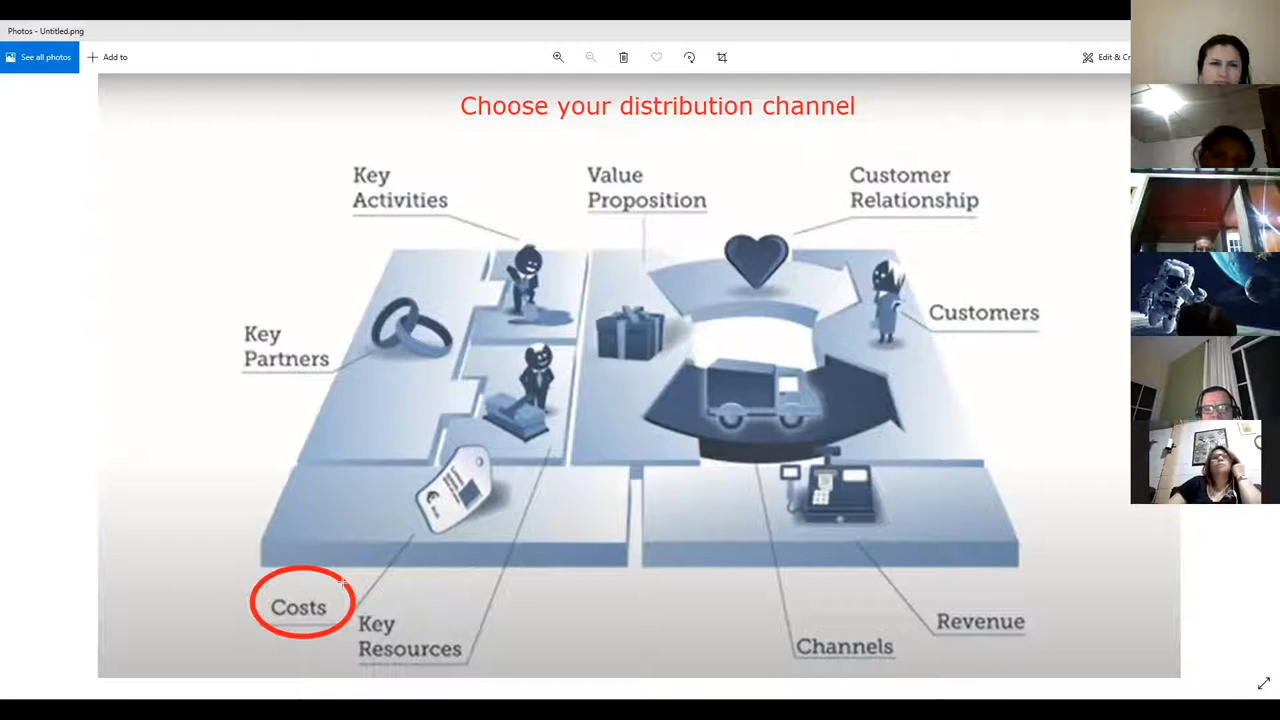 Photos - Untitled.png
See all photos
Add to
Edit & Cr
Choose your distribution channel
Key
Activities
Value
Proposition
Customer
Relationship
Key
Partners
Customers
Costs
Key
Resources
Channels
Revenue